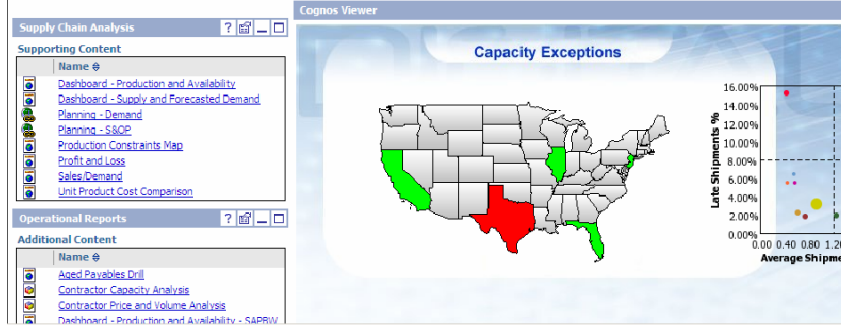 Supply Chain Analysis
Supporting Content
Name
Dashboard - Production and Availability
Dashboard - Supply and Forecasted Demand
Planning - Demand
Planning - S&OP
Production Constraints Map
Profit and Loss
Sales/Demand
Unit Product Cost Comparison
Operational Reports
Additional Content
Name
Aged Payables Drill
Contractor Capacity Analysis
Contractor Price and Volume Analysis
Dashboard - Production and Availability - SAPBW
Cognos Viewer
Capacity Exceptions
Late Shipments %
16.00%
14.00%
12.00%
10.00%
8.00%
6.00%
4.00%
2.00%
0.00%
0.00 0.40 0.80 1.20
Average Shipme